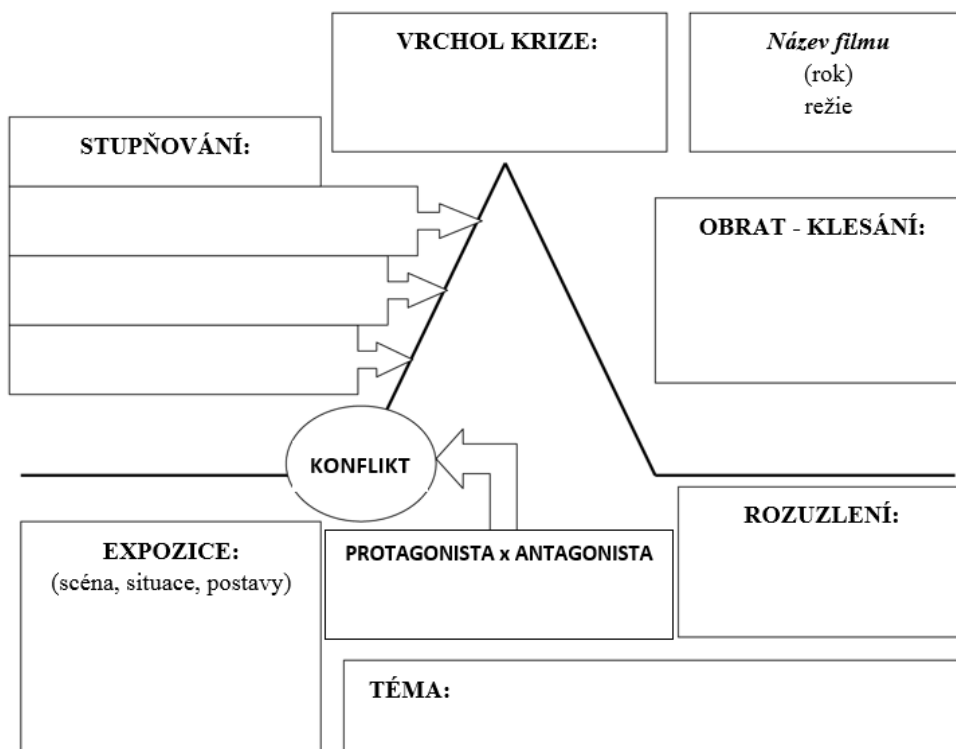 VRCHOL KRIZE:
Název filmu
(rok)
režie
STUPŇOVÁNÍ:
OBRAT - KLESÁNÍ:
KONFLIKT
ROZUZLENÍ:
EXPOZICE:
(scéna, situace, postavy)
PROTAGONISTA x ANTAGONISTA
TÉMA: